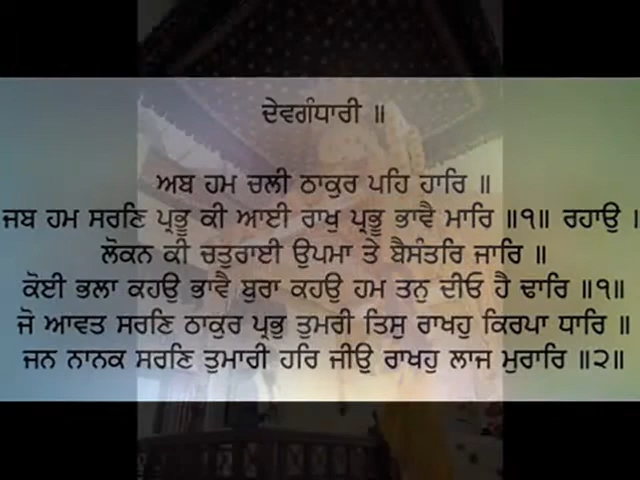 ਦੇਵਗੰਧਾਰੀ ॥
ਅਬ ਹਮ ਚਲੀ ਠਾਕੁਰ ਪਹਿ ਹਾਰਿ ॥
ਜਬ ਹਮ ਸਰਣਿ ਪ੍ਰਭੂ ਕੀ ਆਈ ਰਾਖੁ ਪ੍ਰਭੂ ਭਾਵੈ ਮਾਰਿ ॥੧॥ ਰਹਾਉ ॥
ਲੋਕਨ ਕੀ ਚਤੁਰਾਈ ਉਪਮਾ ਤੇ ਬੈਸੰਤਰਿ ਜਾਰਿ ॥
ਕੋਈ ਭਲਾ ਕਹਉ ਭਾਵੈ ਬੁਰਾ ਕਹਉ ਹਮ ਤਨੁ ਦੀਓ ਹੈ ਢਾਰਿ ॥੧॥
ਜੋ ਆਵਤ ਸਰਣਿ ਠਾਕੁਰ ਪ੍ਰਭੁ ਤੁਮਰੀ ਤਿਸੁ ਰਾਖਹੁ ਕਿਰਪਾ ਧਾਰਿ ॥
ਜਨ ਨਾਨਕ ਸਰਣਿ ਤੁਮਾਰੀ ਹਰਿ ਜੀਉ ਰਾਖਹੁ ਲਾਜ ਮੁਰਾਰਿ ॥੨॥